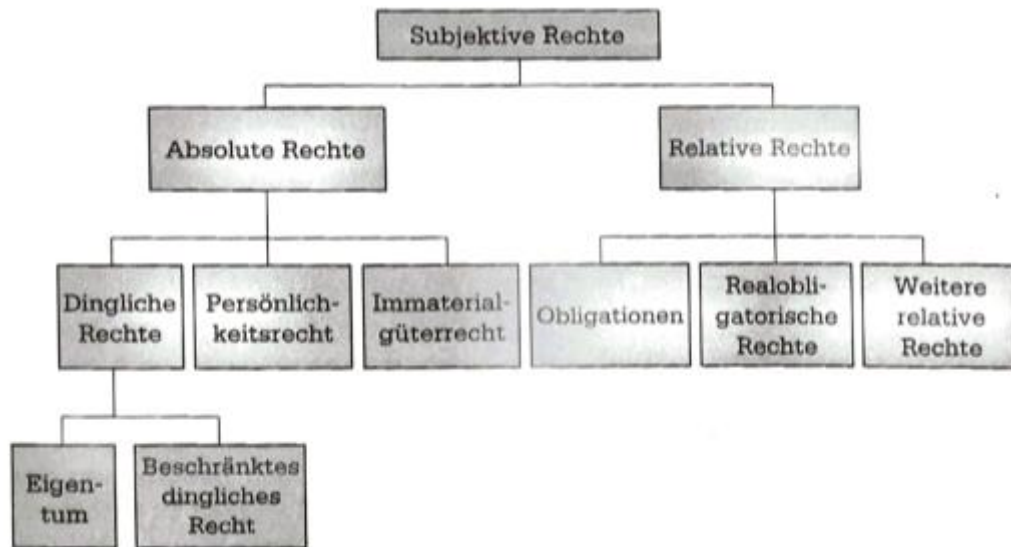 Subjektive Rechte
Absolute Rechte
Relative Rechte
Dingliche
Rechte
Persönlich-
keitsrecht
Immaterial-
güterrecht
Obligationen
Realobli-
gatorische
Rechte
Weitere
relative
Rechte
Eigen-
tum
Beschränktes
dingliches
Recht